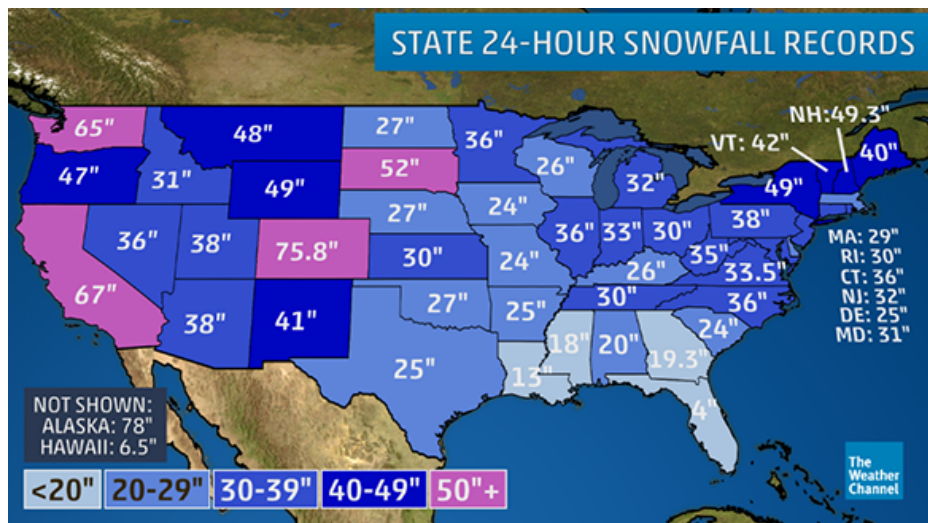 STATE 24-HOUR SNOWFALL RECORDS
NH:49.3"
VT: 42"
65"
48"
27"
36"
40"
47"
31"
49"
52"
26"
32"
49"
36"
38"
75.8"
27"
24"
36"
33"
30"
38"
67"
30"
24"
26"
35"
33.5"
38"
41"
27"
25"
30"
36"
25"
18"
20"
19.3"
24"
13"
4"
MA: 29"
RI: 30"
CT: 36"
NJ: 32"
DE: 25"
MD: 31"
NOT SHOWN:
ALASKA: 78"
HAWAII: 6.5"
<20" 20-29" 30-39" 40-49" 50"+
The
Weather
Channel